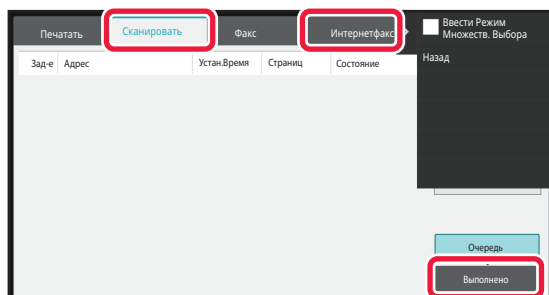 Печатать Сканировать Факс Интернетфакс
Ввести Режим
Множеств. Выбора
Зад-е Адрес Устан.Время Страниц Состояние
Назад
Очередь
Выполнено